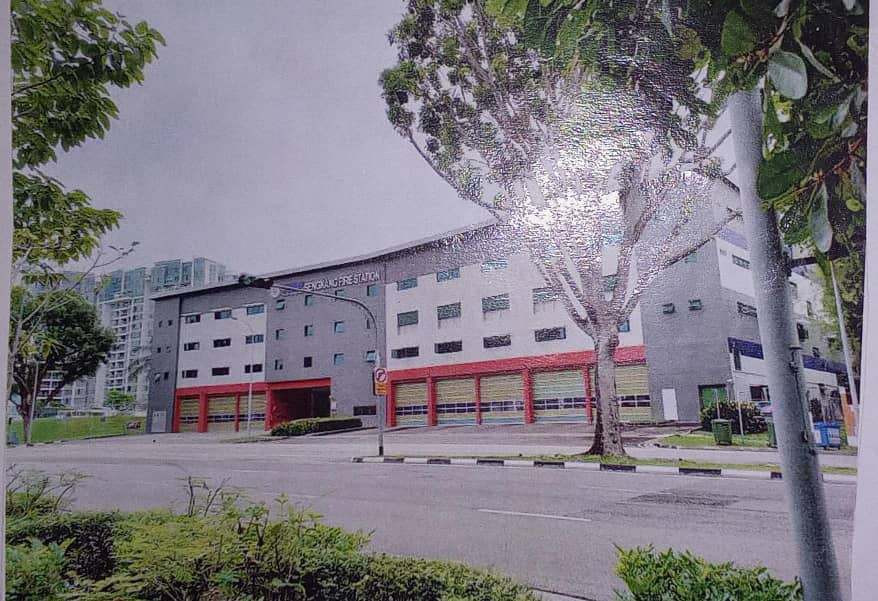 SENGKANG FIRE STATION